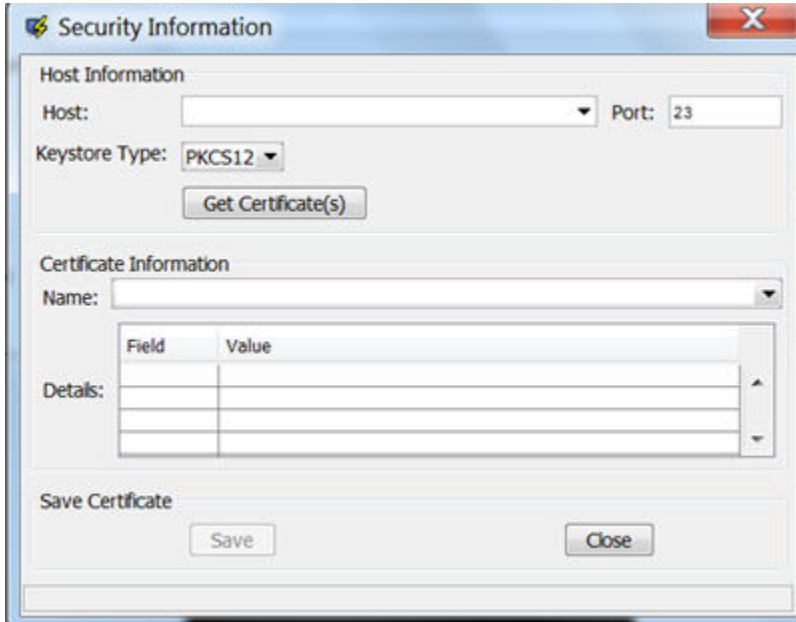 Security Information
Host Information
Host: Port: 23
Keystore Type: PKCS12
Get Certificate(s)
Certificate Information
Name:
Field Value
Details:
Save Certificate
Save Close